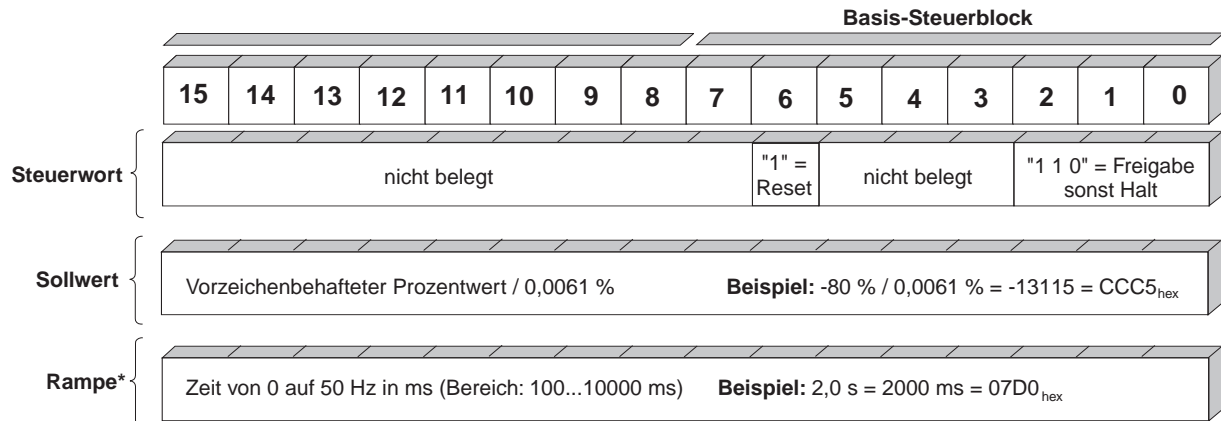 Basis-Steuerblock
15 14 13 12 11 10 9 8 7 6 5 4 3 2 1 0
Steuerwort
nicht belegt
"1" =
Reset
nicht belegt
"1 1 0" = Freigabe
sonst Halt
Sollwert
Vorzeichenbehafteter Prozentwert / 0,0061 % Beispiel: -80 % / 0,0061 % = -13115 = CCC5hex
Rampe*
Zeit von 0 auf 50 Hz in ms (Bereich: 100...10000 ms) Beispiel: 2,0 s = 2000 ms = 07D0 hex